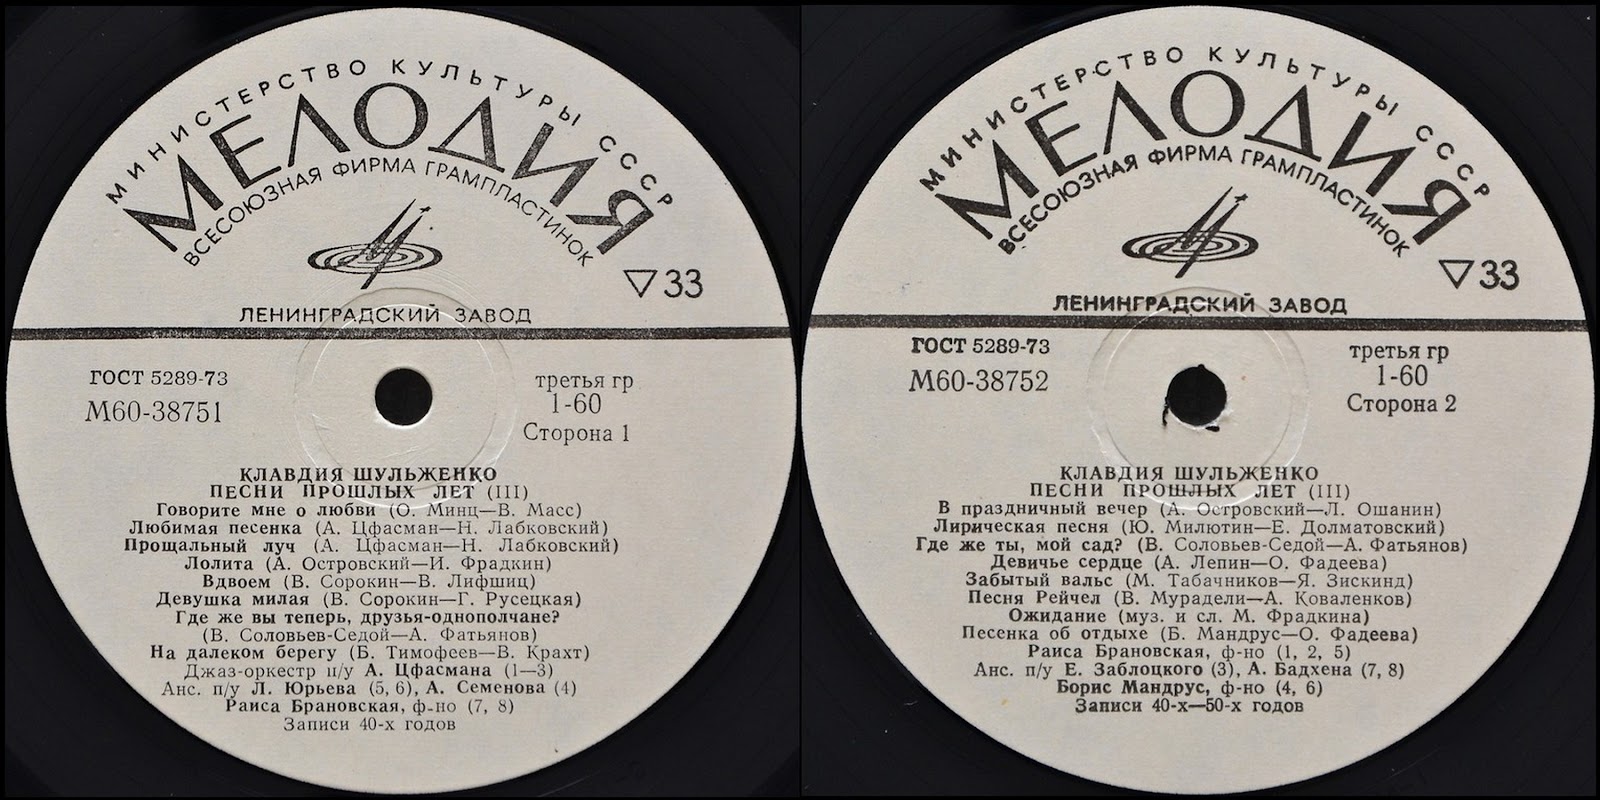 МИНИСТЕРСТВО КУЛЬТУРЫ СССР
МЕЛОДИЯ
ВСЕСОЮЗНАЯ ФИРМА ГРАМПЛАСТИНОК
▽33
ЛЕНИНГРАДСКИЙ ЗАВОД
ГОСТ 5289-73
М60-38751
третья гр
1-60
Сторона 1
КЛАВДИЯ ШУЛЬЖЕНКО
ПЕСНИ ПРОШЛЫХ ЛЕТ (III)
Говорите мне о любви (О. Минц—В. Масс)
Любимая песенка (А. Цфасман—Н. Лабковский)
Прощальный луч (А. Цфасман—Н. Лабковский)
Лолита (А. Островский—И. Фрадкин)
Вдвоем (В. Сорокин—В. Лифшиц)
Девушка милая (В. Сорокин—Г. Русецкая)
Где же вы теперь, друзья-однополчане?
(В. Соловьев-Седой—А. Фатьянов)
На далеком берегу (Б. Тимофеев—В. Крахт)
Джаз-оркестр п/у А. Цфасмана (1—3)
Анс. п/у Л. Юрьева (5, 6), А. Семенова (4)
Раиса Брановская, ф-но (7, 8)
Записи 40-х годов
МИНИСТЕРСТВО КУЛЬТУРЫ СССР
МЕЛОДИЯ
ВСЕСОЮЗНАЯ ФИРМА ГРАМПЛАСТИНОК
▽33
ЛЕНИНГРАДСКИЙ ЗАВОД
ГОСТ 5289-73
М60-38752
третья гр
1-60
Сторона 2
КЛАВДИЯ ШУЛЬЖЕНКО
ПЕСНИ ПРОШЛЫХ ЛЕТ (III)
В праздничный вечер (А. Островский—Л. Ошанин)
Лирическая песня (Ю. Милютин—Е. Долматовский)
Где же ты, мой сад? (В. Соловьев-Седой—А. Фатьянов)
Девичье сердце (А. Лепин—О. Фадеева)
Забытый вальс (М. Табачников—Я. Зискинд)
Песня Рейчел (В. Мурадели—А. Коваленков)
Ожидание (муз. и сл. М. Фрадкина)
Песенка об отдыхе (Б. Мандрус—О. Фадеева)
Раиса Брановская, ф-но (1, 2, 5)
Анс. п/у Е. Заблоцкого (3), А. Бадхена (7, 8)
Борис Мандрус, ф-но (4, 6)
Записи 40-х—50-х годов